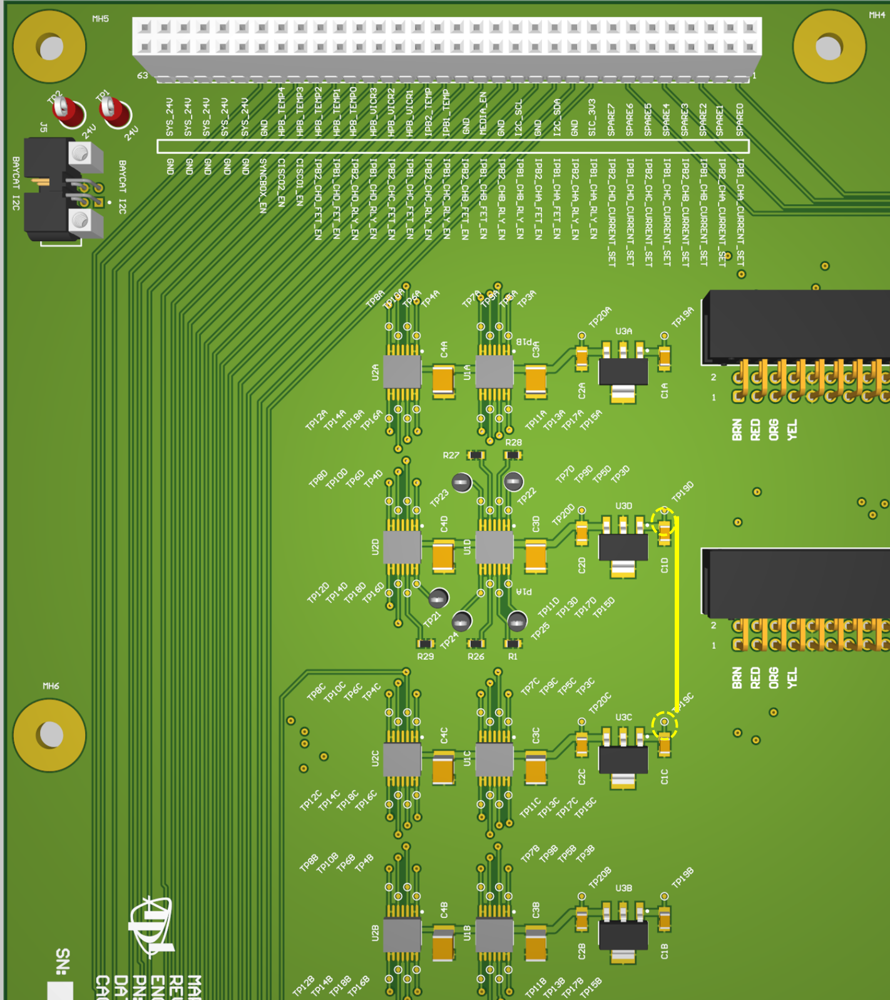 MH5
MH4
63
1
TP2
TP1
24V
24V
J5
BAYCAT I2C
BAYCAT I2C
SYS_24V
SYS_24V
SYS_24V
SYS_24V
SYS_24V
GND
HPB_TEMP4
HPB_TEMP3
HPB_TEMP2
HPB_TEMP1
HPB_TEMP0
HPB_VICR3
HPB_VICR2
HPB_VICR1
IPB2_TEMP
IPB1_TEMP
GND
MEDIA_EN
GND
I2C_SCL
GND
I2C_SDA
GND
SIC_3V3
SPARE7
SPARE6
SPARE5
SPARE4
SPARE3
SPARE2
SPARE1
SPARE0
GND
GND
GND
GND
GND
SYNCBOX_EN
CISCO2_EN
CISCO1_EN
IPB2_CHD_FET_EN
IPB1_CHD_FET_EN
IPB2_CHD_RLY_EN
IPB1_CHD_RLY_EN
IPB2_CHC_FET_EN
IPB1_CHC_FET_EN
IPB2_CHC_RLY_EN
IPB1_CHC_RLY_EN
IPB2_CHB_FET_EN
IPB1_CHB_FET_EN
IPB2_CHB_RLY_EN
IPB1_CHB_RLY_EN
IPB2_CHA_FET_EN
IPB1_CHA_FET_EN
IPB2_CHA_RLY_EN
IPB1_CHA_RLY_EN
IPB2_CHD_CURRENT_SET
IPB1_CHD_CURRENT_SET
IPB2_CHC_CURRENT_SET
IPB1_CHC_CURRENT_SET
IPB2_CHB_CURRENT_SET
IPB1_CHB_CURRENT_SET
IPB2_CHA_CURRENT_SET
IPB1_CHA_CURRENT_SET
TP8A TP10A TP6A TP4A
TP7A TP9A TP5A TP3A
TP20A
U3A
TP19A
P1B
U2A
C4A
U1A
C3A
C2A
C1A
2
1
BRN RED ORG YEL
TP12A TP14A TP18A TP16A
TP11A TP13A TP17A TP15A
R27
R28
TP8D TP10D TP6D TP4D
TP23
TP22
TP7D TP9D TP5D TP3D
TP20D
U3D
TP19D
U2D
C4D
U1D
C3D
C2D
C1D
TP12D TP14D TP18D TP16D
P1A
TP11D TP13D TP17D TP15D
TP21
TP24
TP25
R29
R26
R1
2
1
BRN RED ORG YEL
MH6
TP8C TP10C TP6C TP4C
TP7C TP9C TP5C TP3C
TP20C
U3C
TP19C
U2C
C4C
U1C
C3C
C2C
C1C
TP12C TP14C TP18C TP16C
TP11C TP13C TP17C TP15C
TP8B TP10B TP6B TP4B
TP7B TP9B TP5B TP3B
TP20B
U3B
TP19B
U2B
C4B
U1B
C3B
C2B
C1B
TP12B TP14B TP18B TP16B
TP11B TP13B TP17B TP15B
SN: